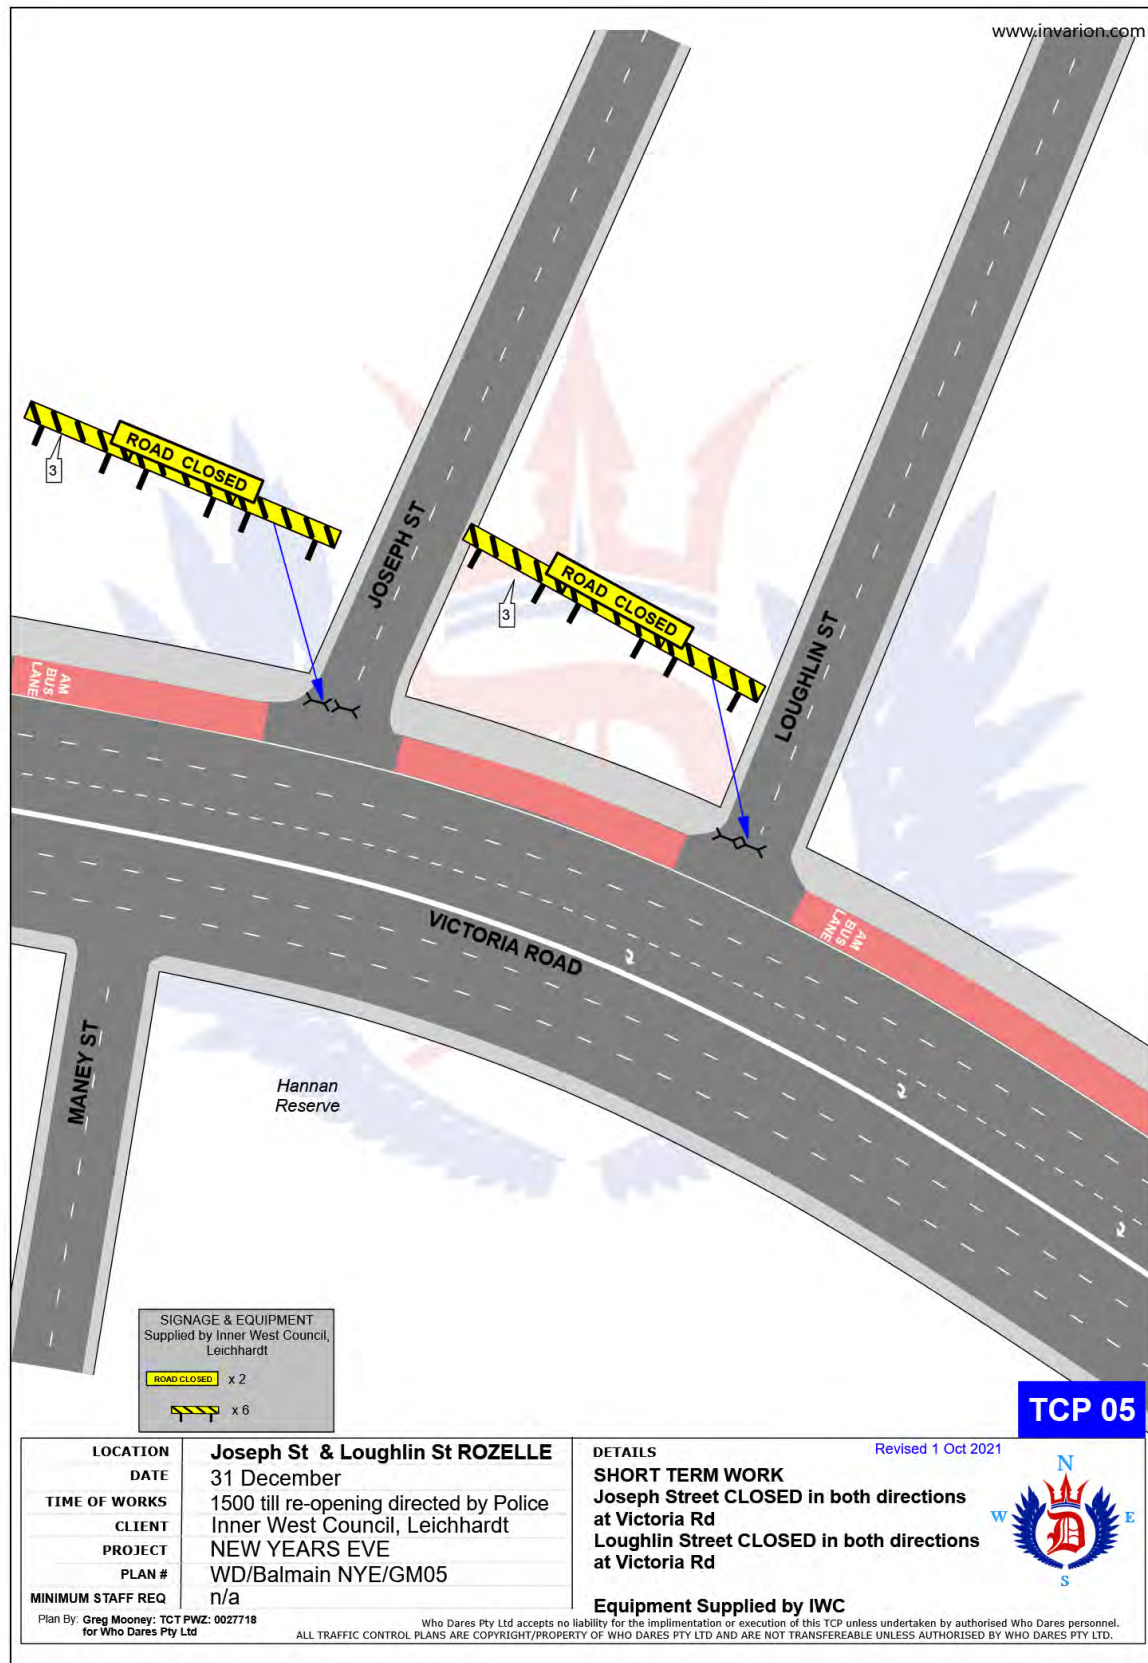 www.invarion.com
ROAD CLOSED
3
JOSEPH ST
ROAD CLOSED
3
LOUGHLIN ST
AM
BUS
LANE
AM
BUS
LANE
VICTORIA ROAD
MANEY ST
Hannan
Reserve
SIGNAGE & EQUIPMENT
Supplied by Inner West Council,
Leichhardt
ROAD CLOSED x 2
x 6
TCP 05
LOCATION Joseph St & Loughlin St ROZELLE
DATE 31 December
TIME OF WORKS 1500 till re-opening directed by Police
CLIENT Inner West Council, Leichhardt
PROJECT NEW YEARS EVE
PLAN # WD/Balmain NYE/GM05
MINIMUM STAFF REQ n/a
DETAILS
Revised 1 Oct 2021
SHORT TERM WORK
Joseph Street CLOSED in both directions
at Victoria Rd
Loughlin Street CLOSED in both directions
at Victoria Rd
Equipment Supplied by IWC
N
W E
D
S
Plan By: Greg Mooney: TCT PWZ: 0027718
for Who Dares Pty Ltd
Who Dares Pty Ltd accepts no liability for the implimentation or execution of this TCP unless undertaken by authorised Who Dares personnel.
ALL TRAFFIC CONTROL PLANS ARE COPYRIGHT/PROPERTY OF WHO DARES PTY LTD AND ARE NOT TRANSFEREABLE UNLESS AUTHORISED BY WHO DARES PTY LTD.